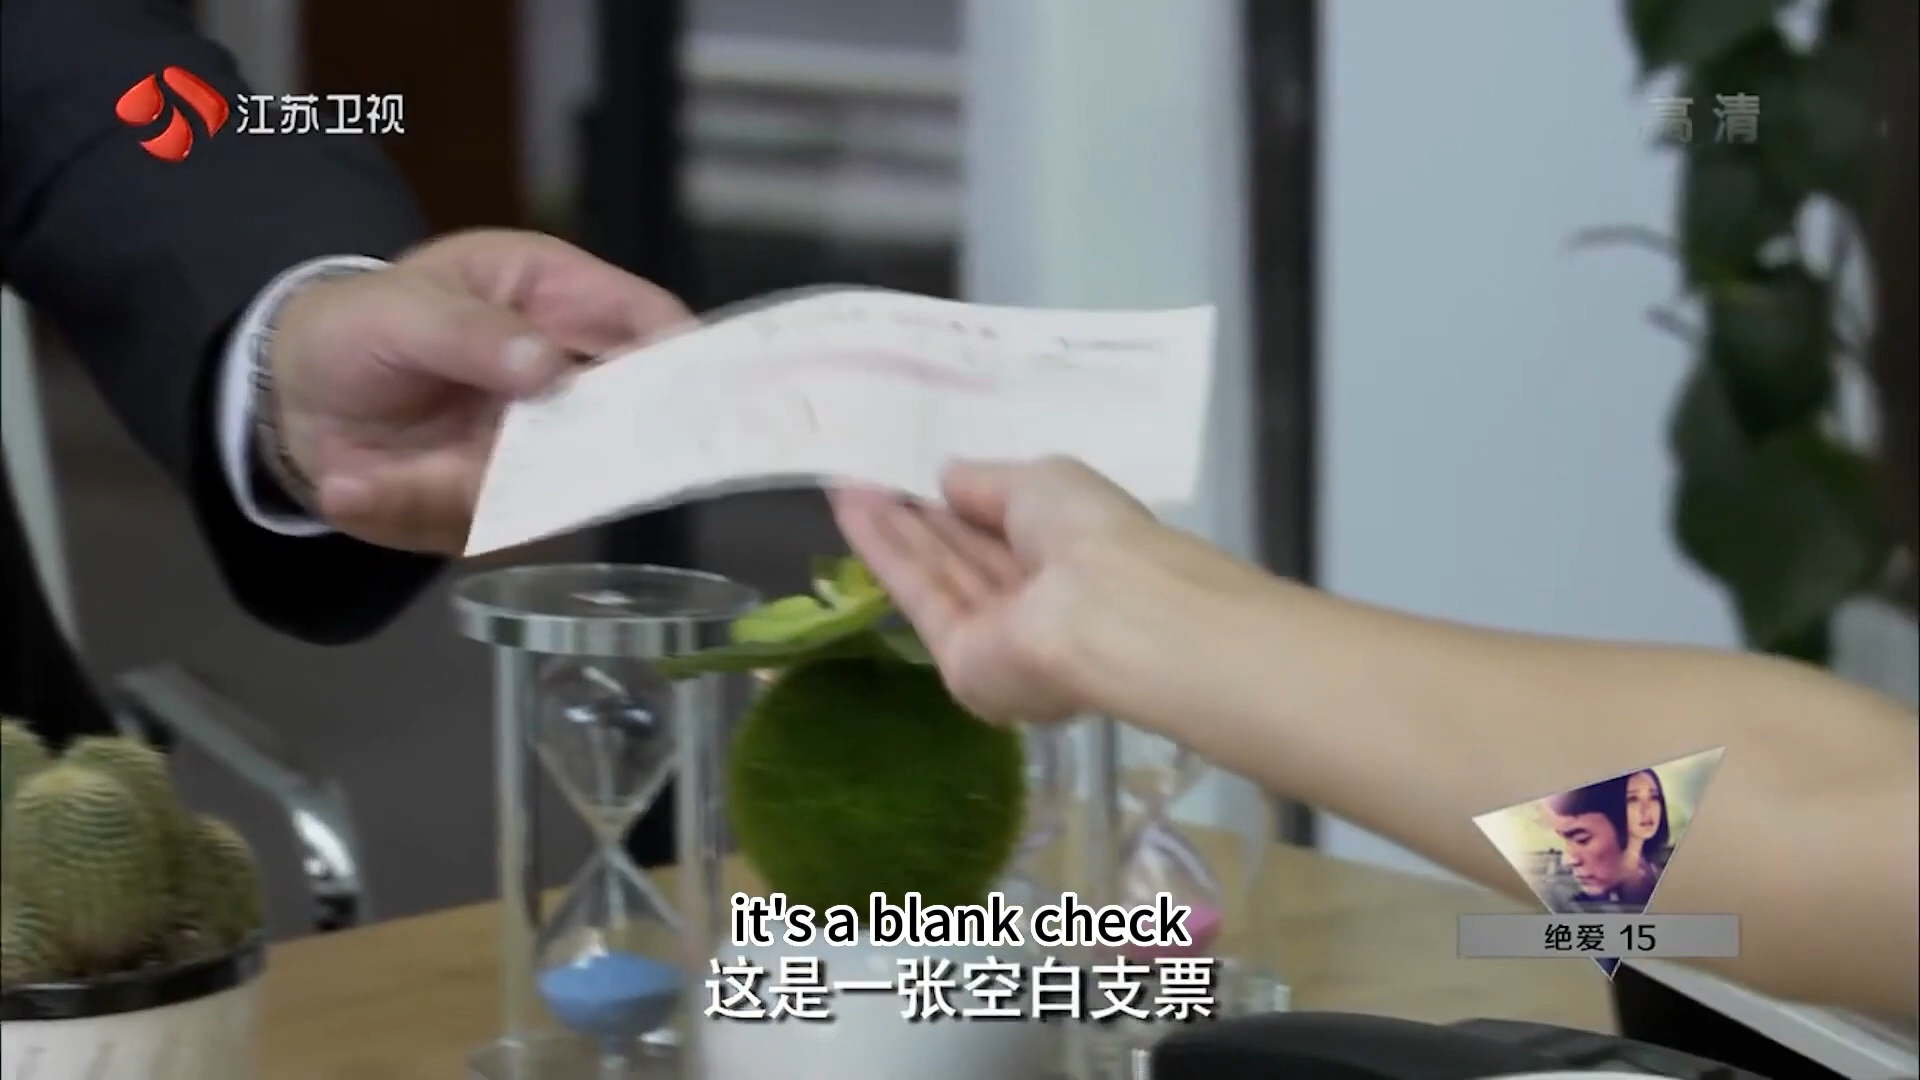 江苏卫视
高清
it's a blank check
这是一张空白支票
绝爱 15